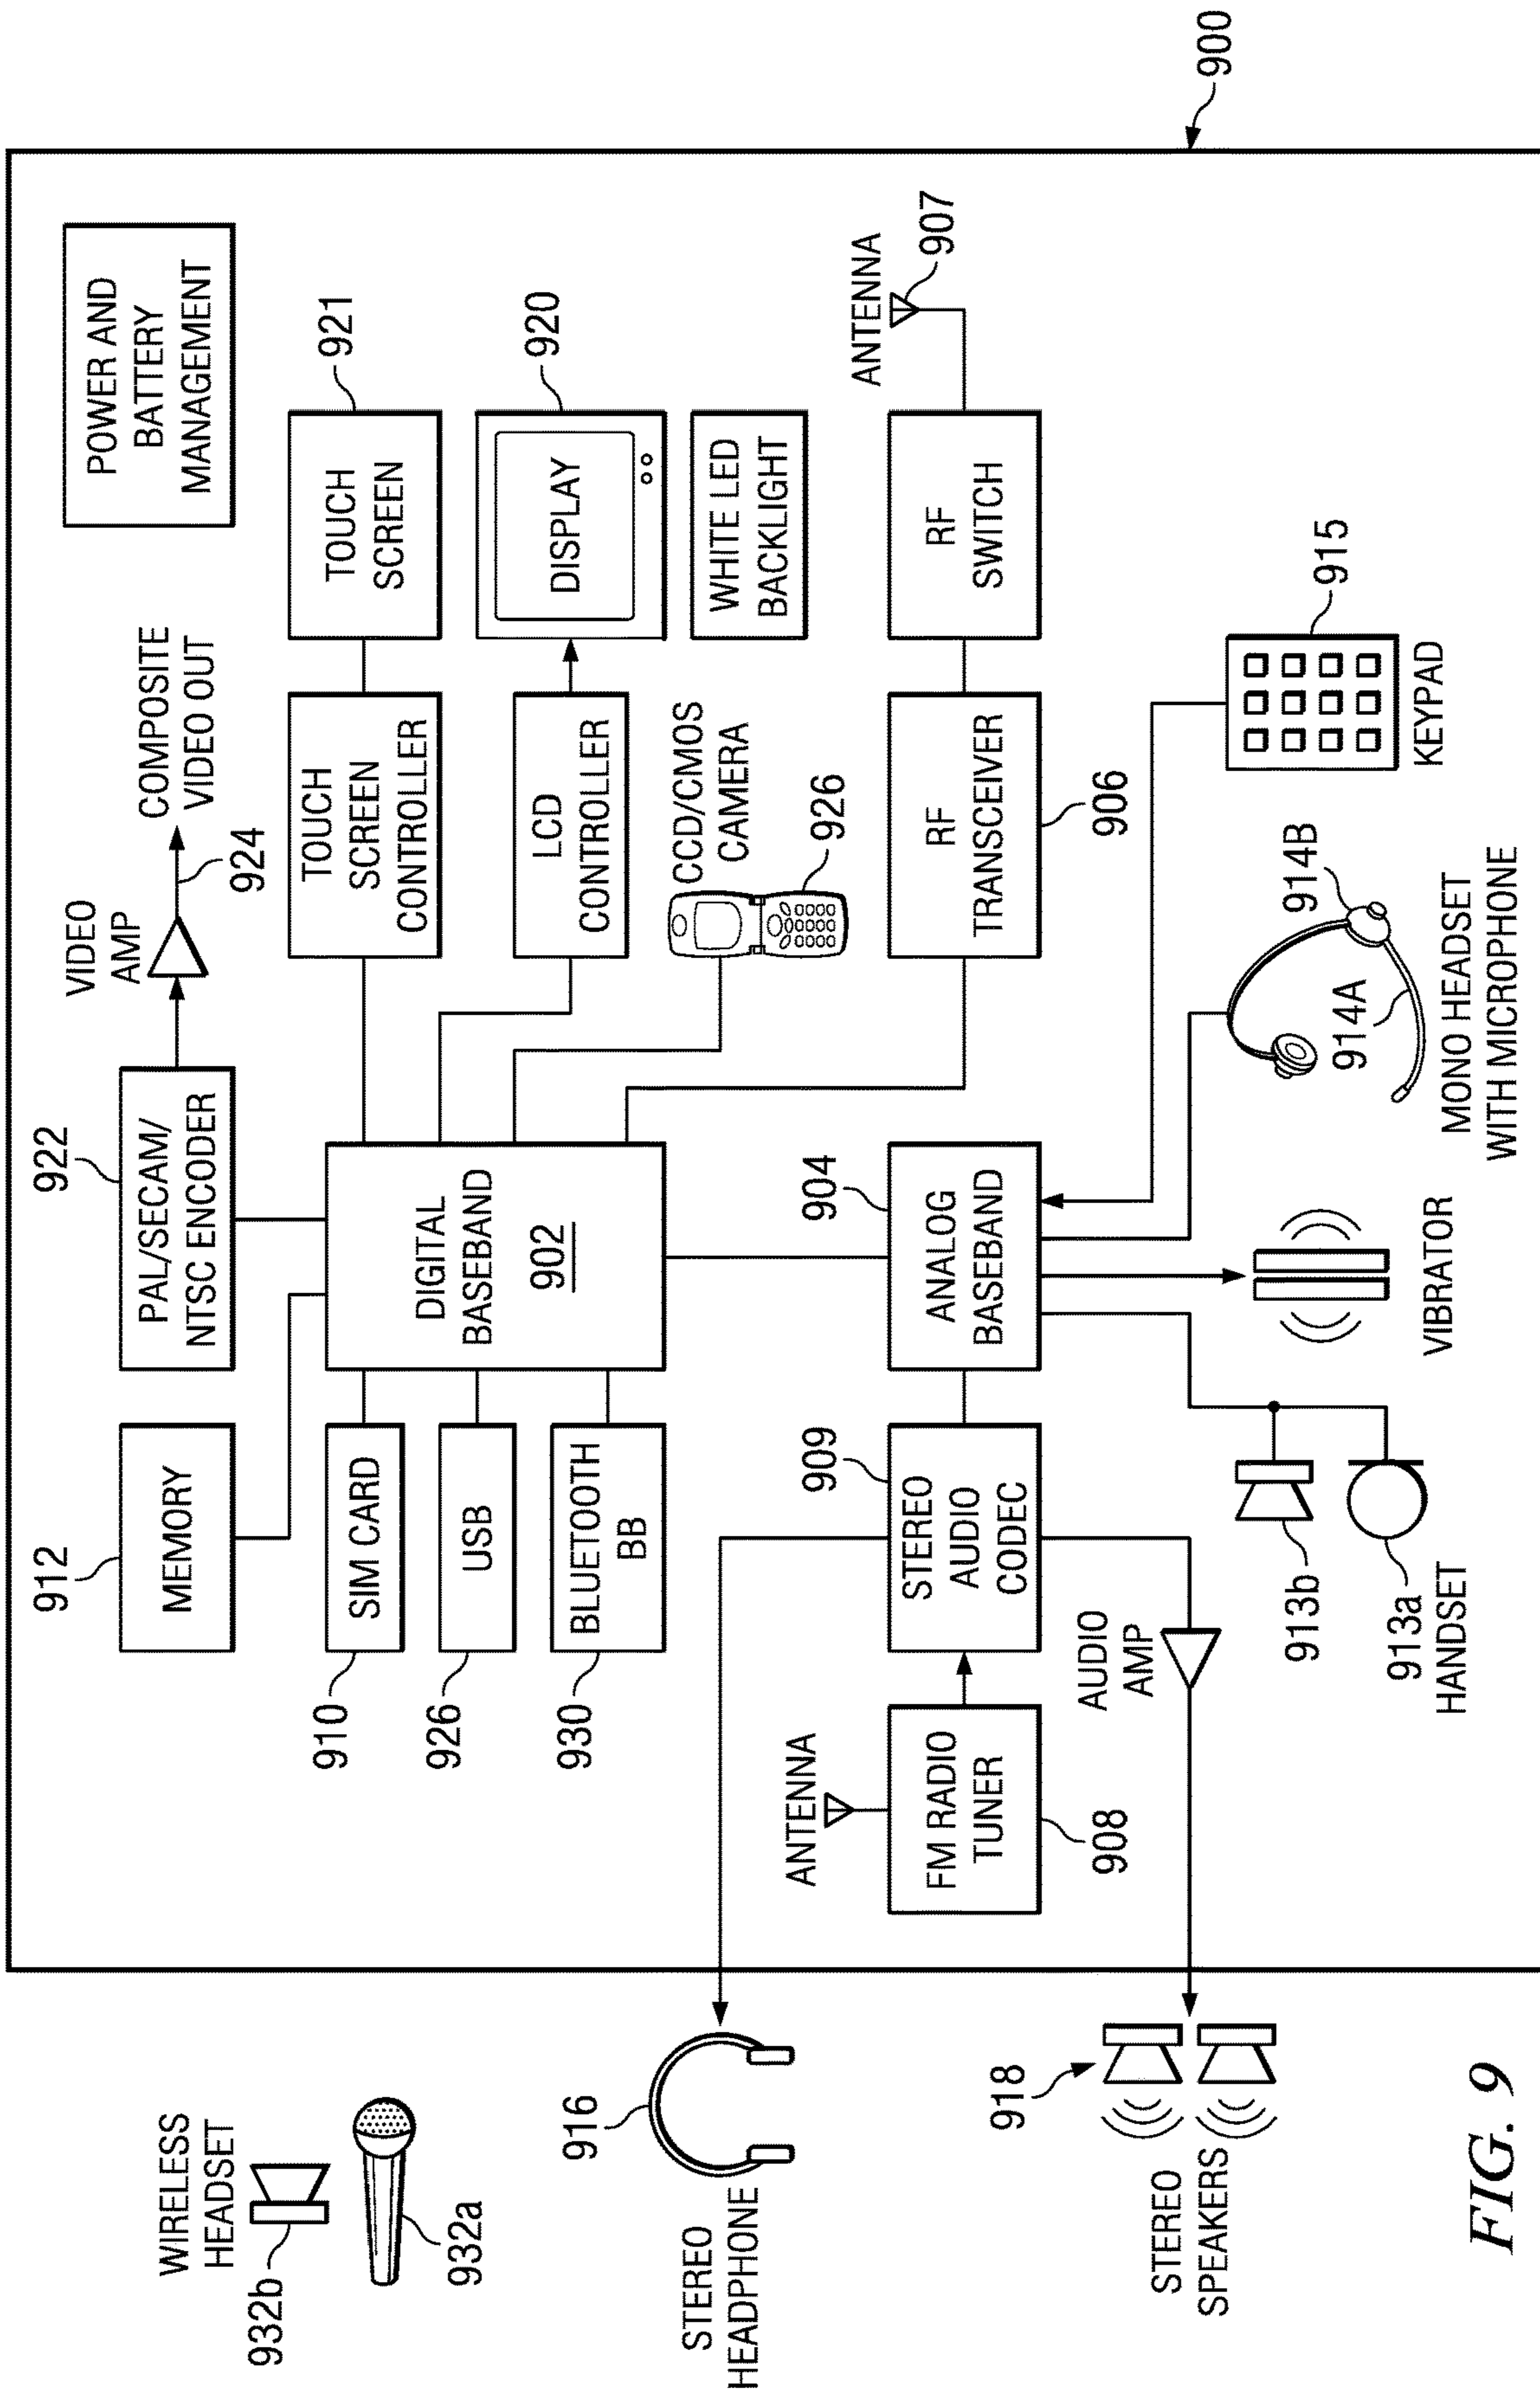 WIRELESS
HEADSET
932b
932a
916
STEREO
HEADPHONE
918
STEREO
SPEAKERS
912
MEMORY
922
PAL/SECAM/
NTSC ENCODER
VIDEO
AMP
924
COMPOSITE
VIDEO OUT
POWER AND
BATTERY
MANAGEMENT
910
SIM CARD
926
USB
930
BLUETOOTH
BB
DIGITAL
BASEBAND
902
TOUCH
SCREEN
CONTROLLER
TOUCH
SCREEN
921
LCD
CONTROLLER
DISPLAY
920
CCD/CMOS
CAMERA
926
WHITE LED
BACKLIGHT
ANTENNA
FM RADIO
TUNER
908
909
STEREO
AUDIO
CODEC
AUDIO
AMP
904
ANALOG
BASEBAND
RF
TRANSCEIVER
906
RF
SWITCH
ANTENNA
907
913b
913a
HANDSET
VIBRATOR
914A
914B
MONO HEADSET
WITH MICROPHONE
915
KEYPAD
900
FIG. 9